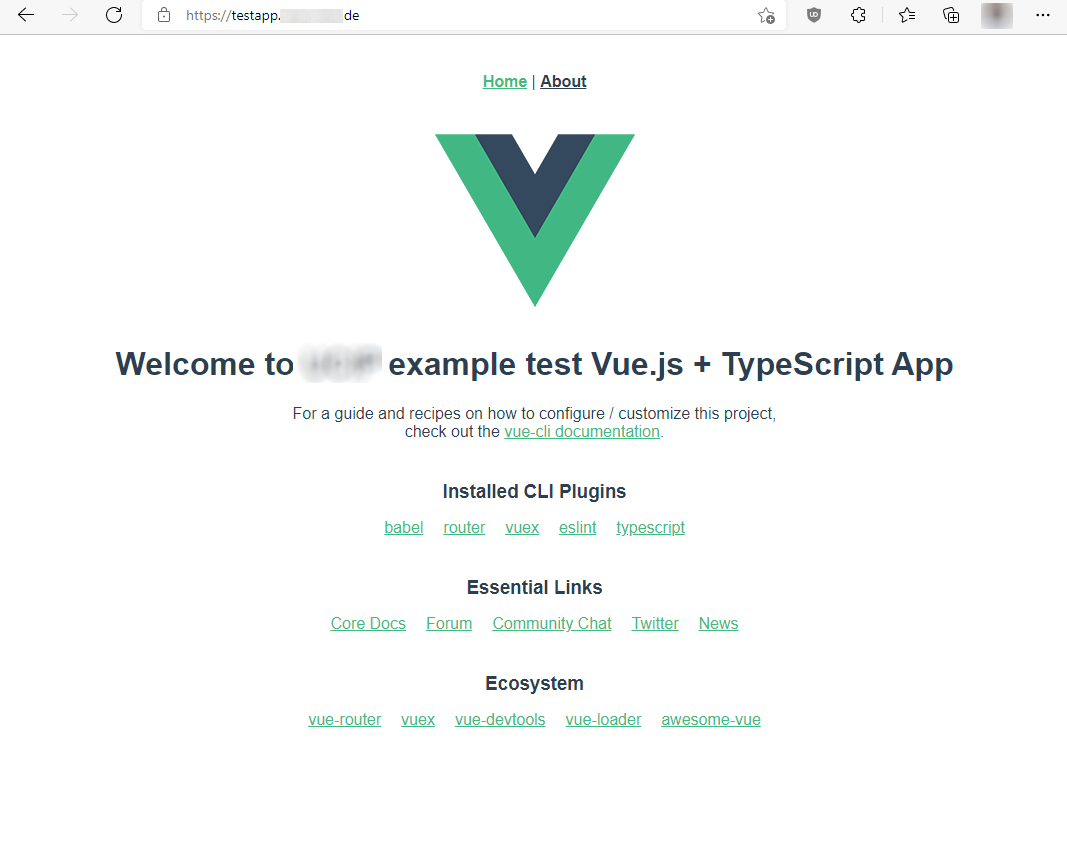 https://testapp. de
Home | About
Welcome to example test Vue.js + TypeScript App
For a guide and recipes on how to configure / customize this project,
check out the vue-cli documentation.
Installed CLI Plugins
babel router vuex eslint typescript
Essential Links
Core Docs Forum Community Chat Twitter News
Ecosystem
vue-router vuex vue-devtools vue-loader awesome-vue